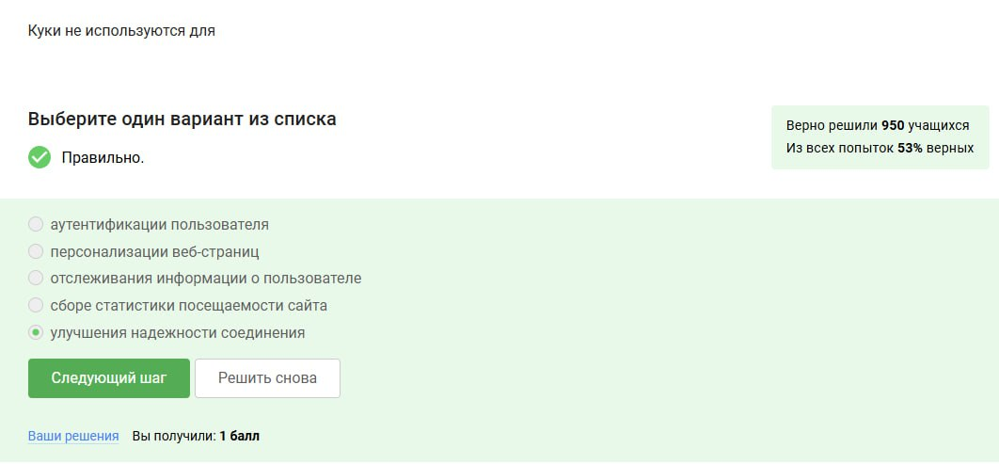 Куки не используются для
Выберите один вариант из списка
Правильно.
Верно решили 950 учащихся
Из всех попыток 53% верных
аутентификации пользователя
персонализации веб-страниц
отслеживания информации о пользователе
сборе статистики посещаемости сайта
улучшения надежности соединения
Следующий шаг
Решить снова
Ваши решения Вы получили: 1 балл